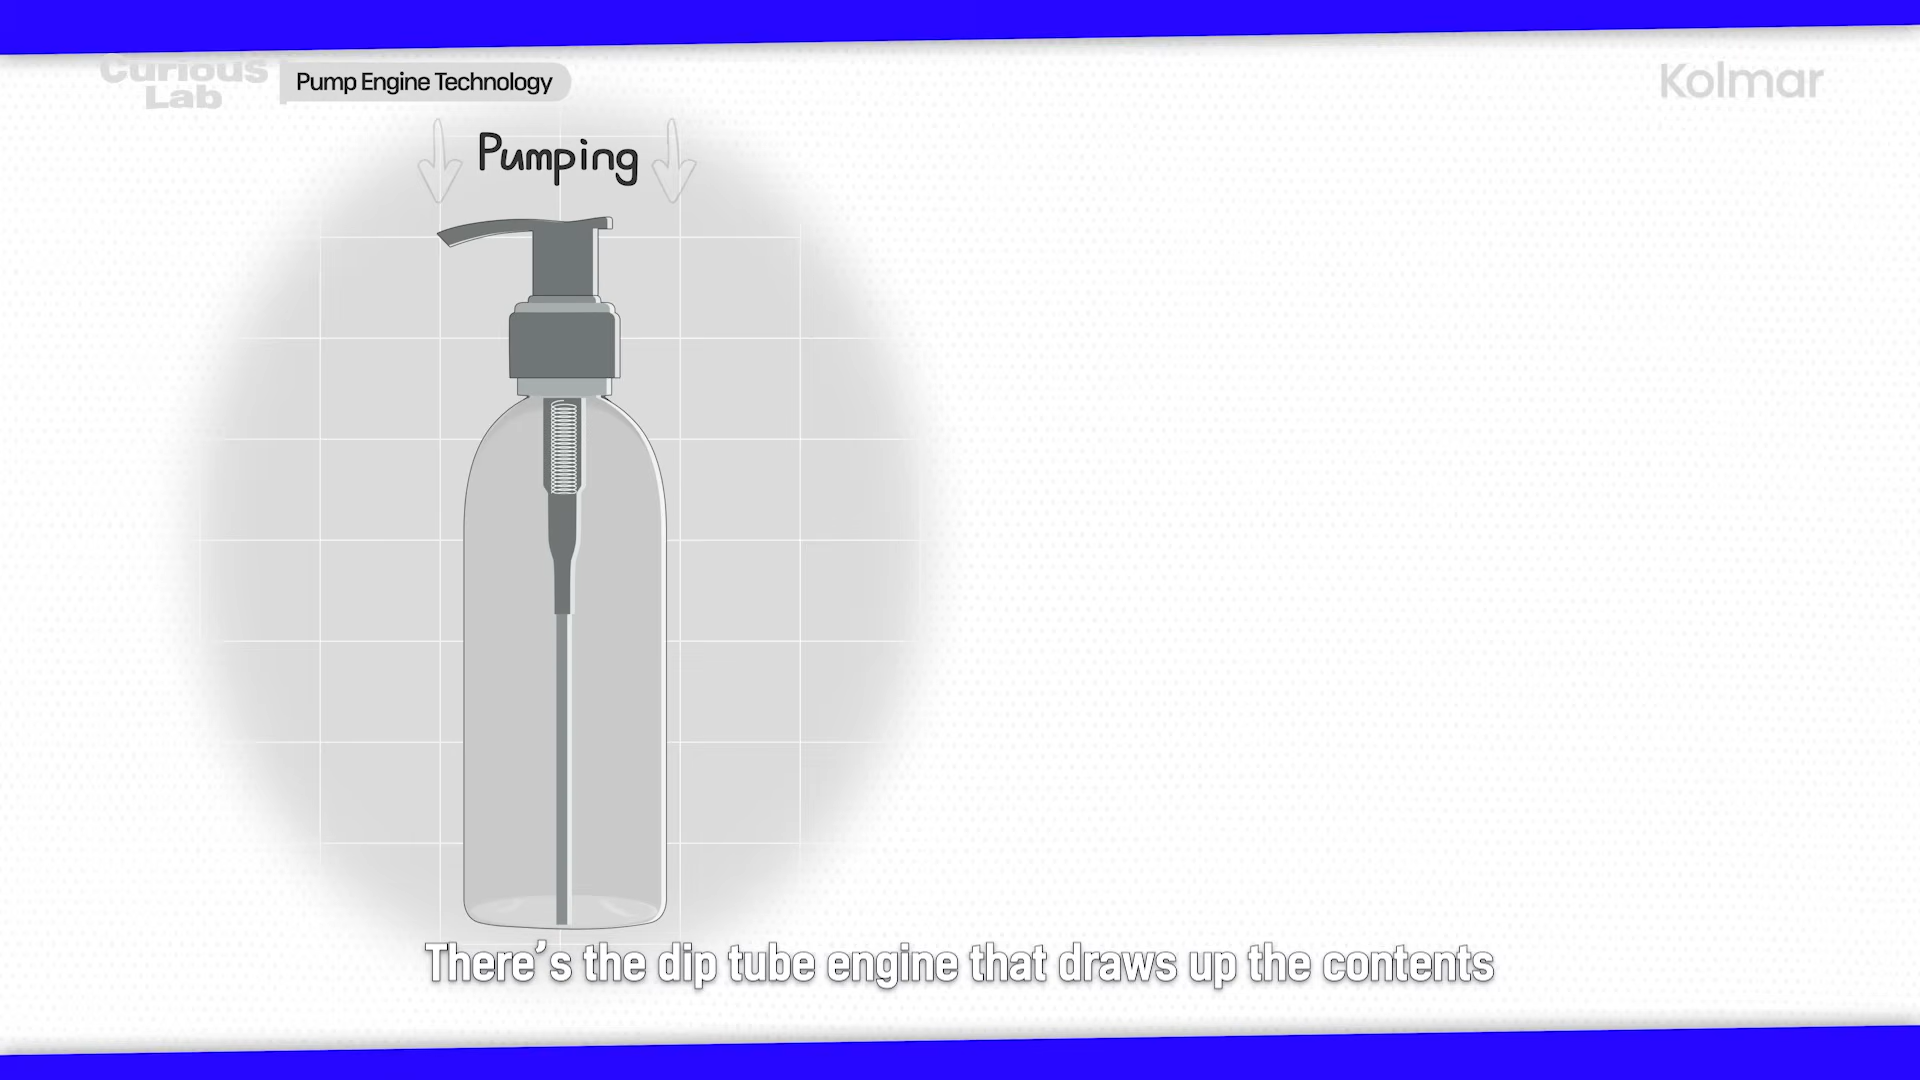 Curious
Lab
Pump Engine Technology
Kolmar
Pumping
There's the dip tube engine that draws up the contents